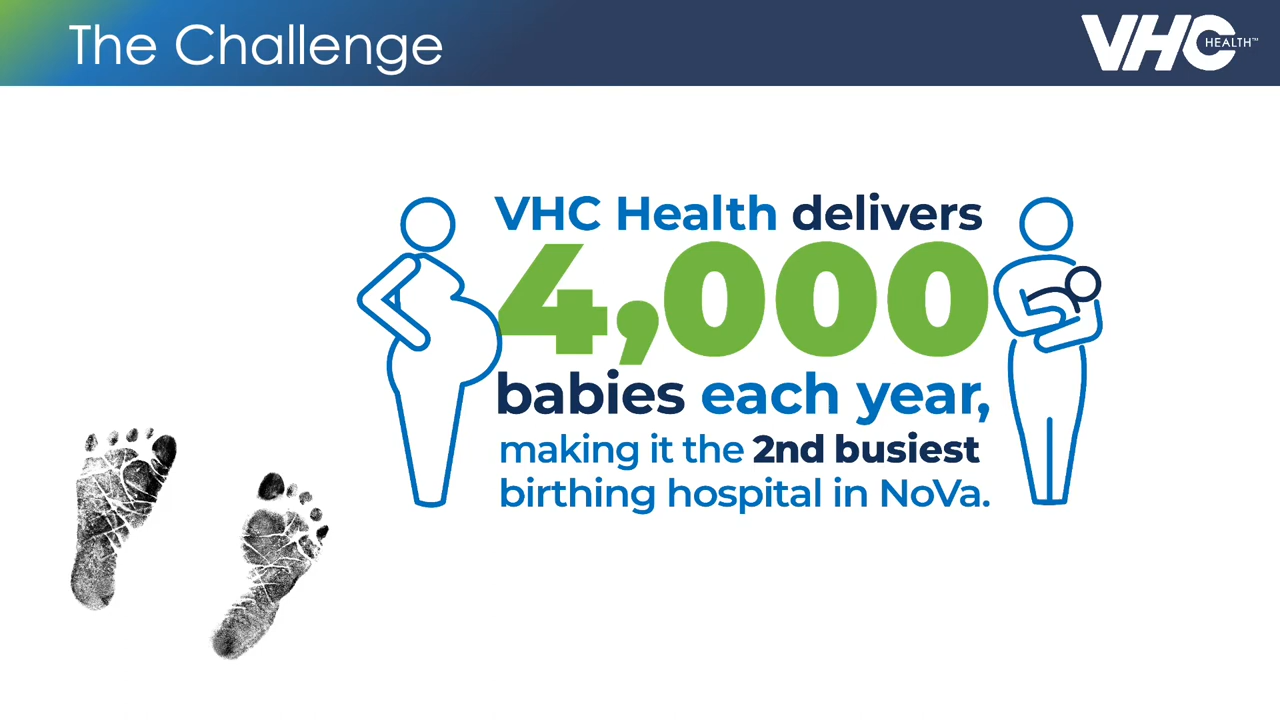 The Challenge
VHC HEALTH™
VHC Health delivers
4,000
babies each year,
making it the 2nd busiest
birthing hospital in NoVa.